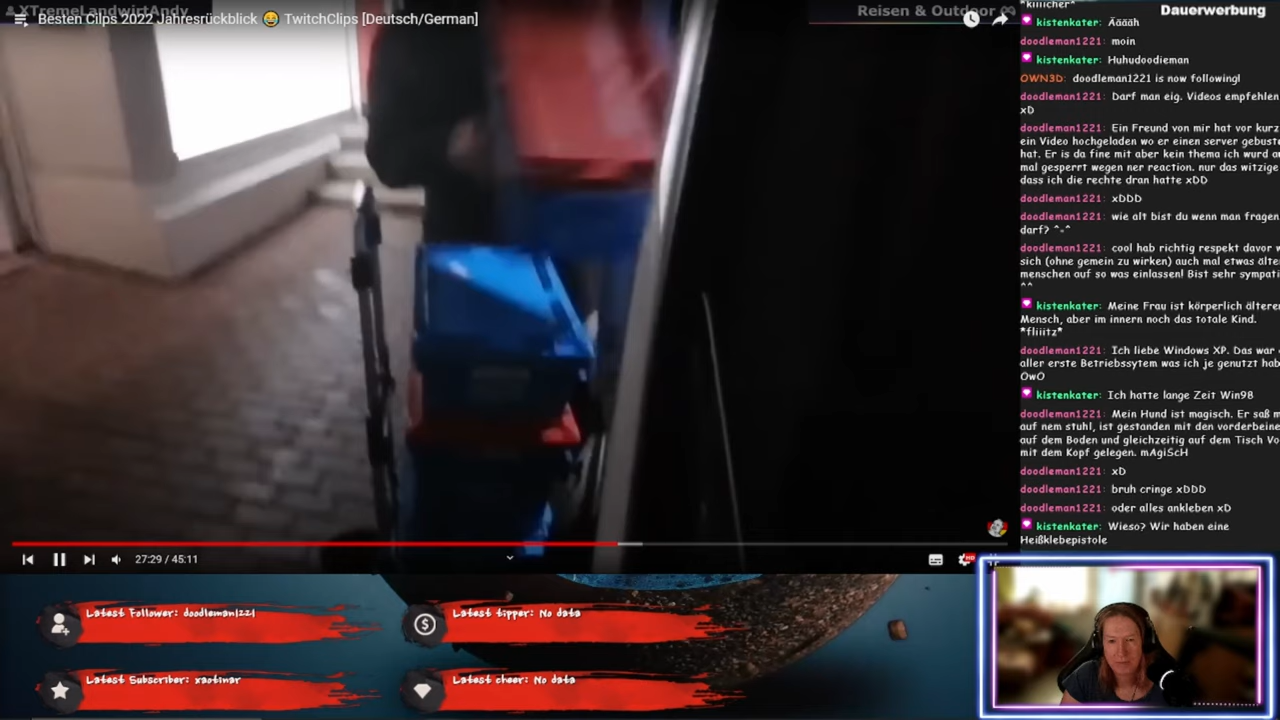 XTremeLandwirtAndy
Besten Cilps 2022 Jahresrückblick 😂 TwitchClips [Deutsch/German]
Reisen & Outdoor
Dauerwerbung
27:29 / 45:11
HD
*kiiiicher*
kistenkater: Äääāh
doodleman1221: moin
kistenkater: Huhudoodieman
OWN3D: doodleman1221 is now following!
doodleman1221: Darf man eig. Videos empfehlen
xD
doodleman1221: Ein Freund von mir hat vor kurz
ein Video hochgeladen wo er einen server gebuste
hat. Er is da fine mit aber kein thema ich wurd a
mal gesperrt wegen ner reaction. nur das witzige
dass ich die rechte dran hatte xDD
doodleman1221: xDDD
doodleman1221: wie alt bist du wenn man fragen
darf? ^-^
doodleman1221: cool hab richtig respekt davor w
sich (ohne gemein zu wirken) auch mal etwas älte
menschen auf so was einlassen! Bist sehr sympati
^^
kistenkater: Meine Frau ist körperlich älterer
Mensch, aber im innern noch das totale Kind.
*fliiitz*
doodleman1221: Ich liebe Windows XP. Das war
aller erste Betriebssytem was ich je genutzt hab
OwO
kistenkater: Ich hatte lange Zeit Win98
doodleman1221: Mein Hund ist magisch. Er saß m
auf nem stuhl, ist gestanden mit den vorderbeine
auf dem Boden und gleichzeitig auf dem Tisch Vo
mit dem Kopf gelegen. mAgiScH
doodleman1221: xD
doodleman1221: bruh cringe xDDD
doodleman1221: oder alles ankleben xD
kistenkater: Wieso? Wir haben eine
Heißklebepistole
Latest Follower: doodleman1221
Latest tipper: No data
Latest Subscriber: xaotinar
Latest cheer: No data